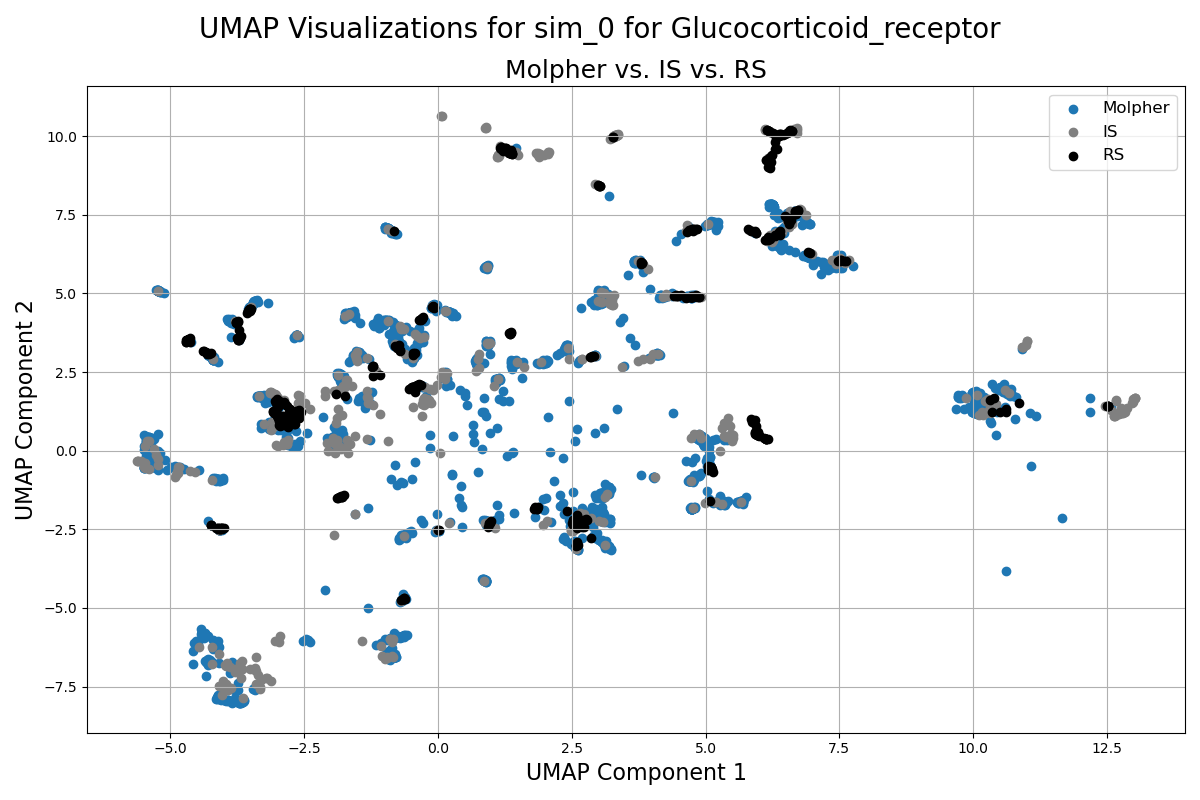 UMAP Visualizations for sim_0 for Glucocorticoid_receptor
Molpher vs. IS vs. RS
Molpher
IS
RS
UMAP Component 2
10.0
7.5
5.0
2.5
0.0
−2.5
−5.0
−7.5
−5.0 −2.5 0.0 2.5 5.0 7.5 10.0 12.5
UMAP Component 1